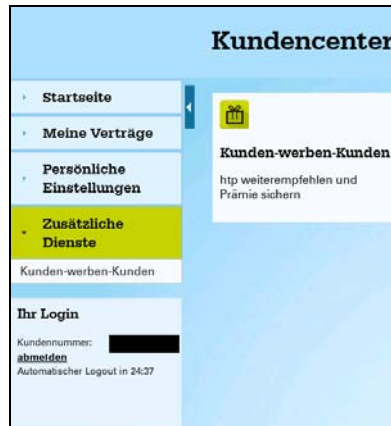 Kundencenter
Startseite
Meine Verträge
Persönliche
Einstellungen
Zusätzliche
Dienste
Kunden-werben-Kunden
Ihr Login
Kundennummer:
abmelden
Automatischer Logout in 24:37
Kunden-werben-Kunden
htp weiterempfehlen und
Prämie sichern